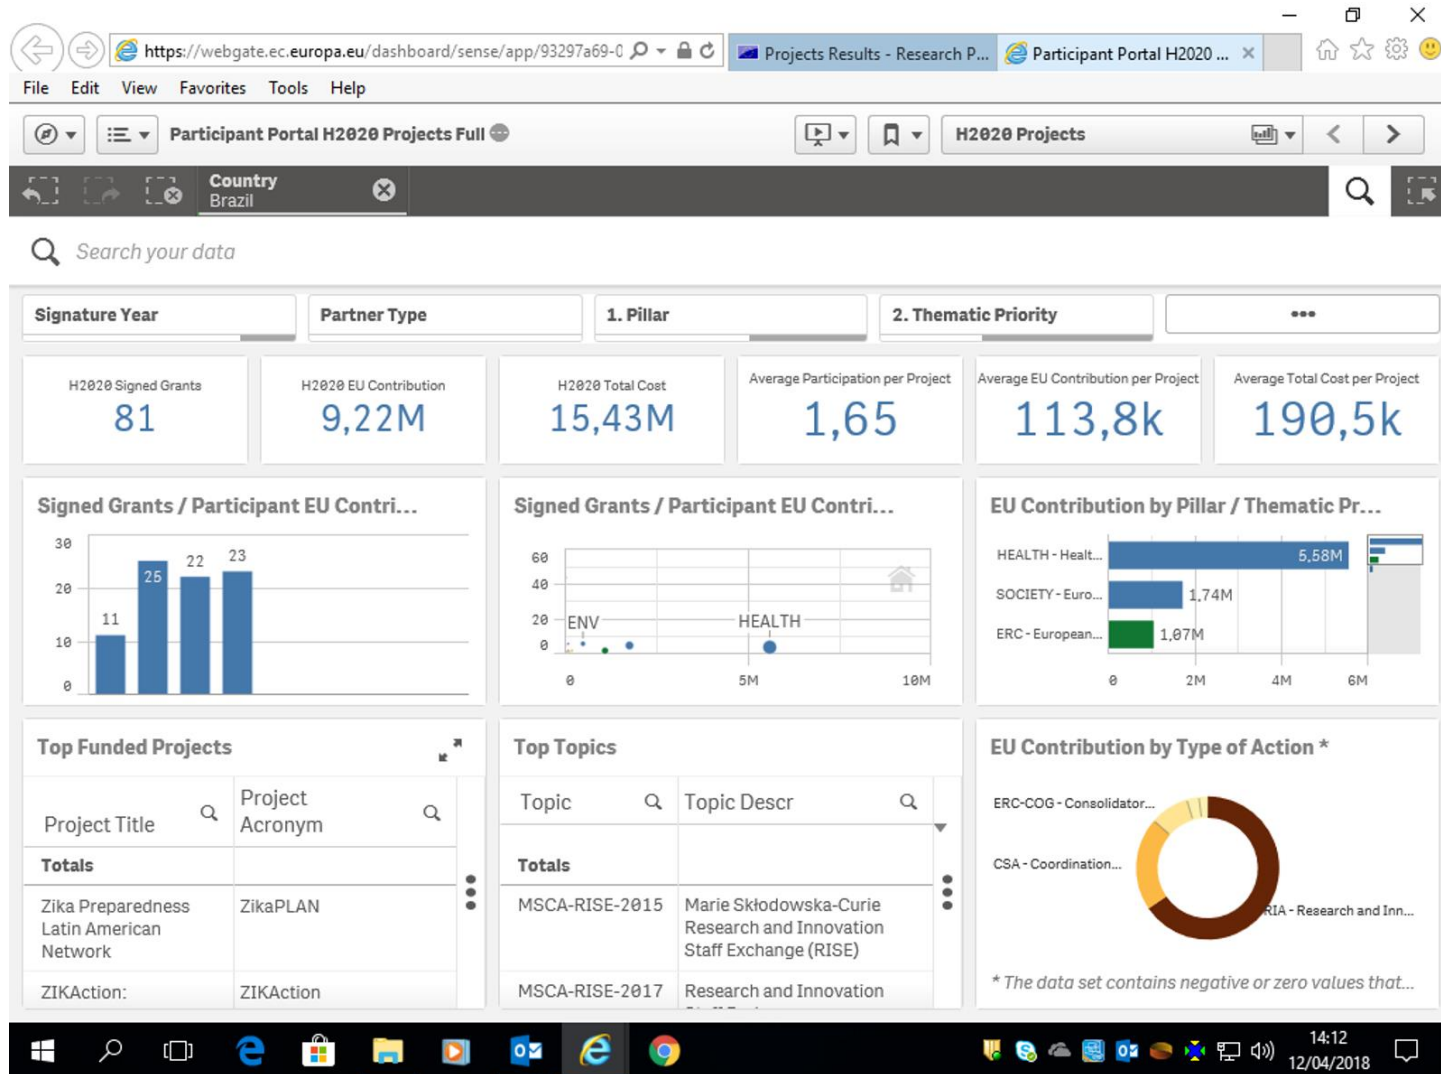 https://webgate.ec.europa.eu/dashboard/sense/app/93297a69-0
Projects Results - Research P...
Participant Portal H2020 ...
File Edit View Favorites Tools Help
Participant Portal H2020 Projects Full
H2020 Projects
Country
Brazil
Search your data
Signature Year
Partner Type
1. Pillar
2. Thematic Priority
H2020 Signed Grants
81
H2020 EU Contribution
9,22M
H2020 Total Cost
15,43M
Average Participation per Project
1,65
Average EU Contribution per Project
113,8k
Average Total Cost per Project
190,5k
Signed Grants / Participant EU Contri...
30
20
10
0
11
25
22
23
Signed Grants / Participant EU Contri...
60
40
20
0
ENV
HEALTH
0 5M 10M
EU Contribution by Pillar / Thematic Pr...
HEALTH - Healt...
5,58M
SOCIETY - Euro...
1,74M
ERC - European...
1,07M
0 2M 4M 6M
Top Funded Projects
Project Title
Project
Acronym
Totals
Zika Preparedness
Latin American
Network
ZikaPLAN
ZIKAction:
ZIKAction
Top Topics
Topic
Topic Descr
Totals
MSCA-RISE-2015
Marie Skłodowska-Curie
Research and Innovation
Staff Exchange (RISE)
MSCA-RISE-2017
Research and Innovation
EU Contribution by Type of Action *
ERC-COG - Consolidator...
CSA - Coordination...
RIA - Research and Inn...
* The data set contains negative or zero values that...
14:12
12/04/2018